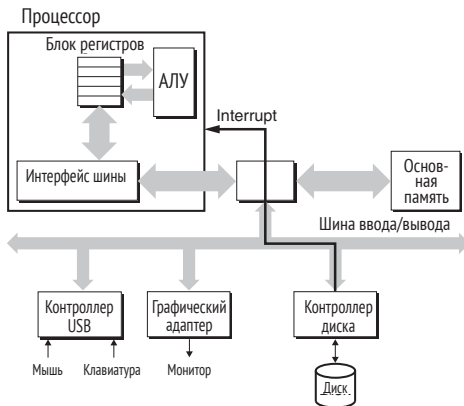 Процессор
Блок регистров
АЛУ
Interrupt
Интерфейс шины
Основ-
ная
память
Шина ввода/вывода
Контроллер
USB
Графический
адаптер
Контроллер
диска
Мышь
Клавиатура
Монитор
Диск